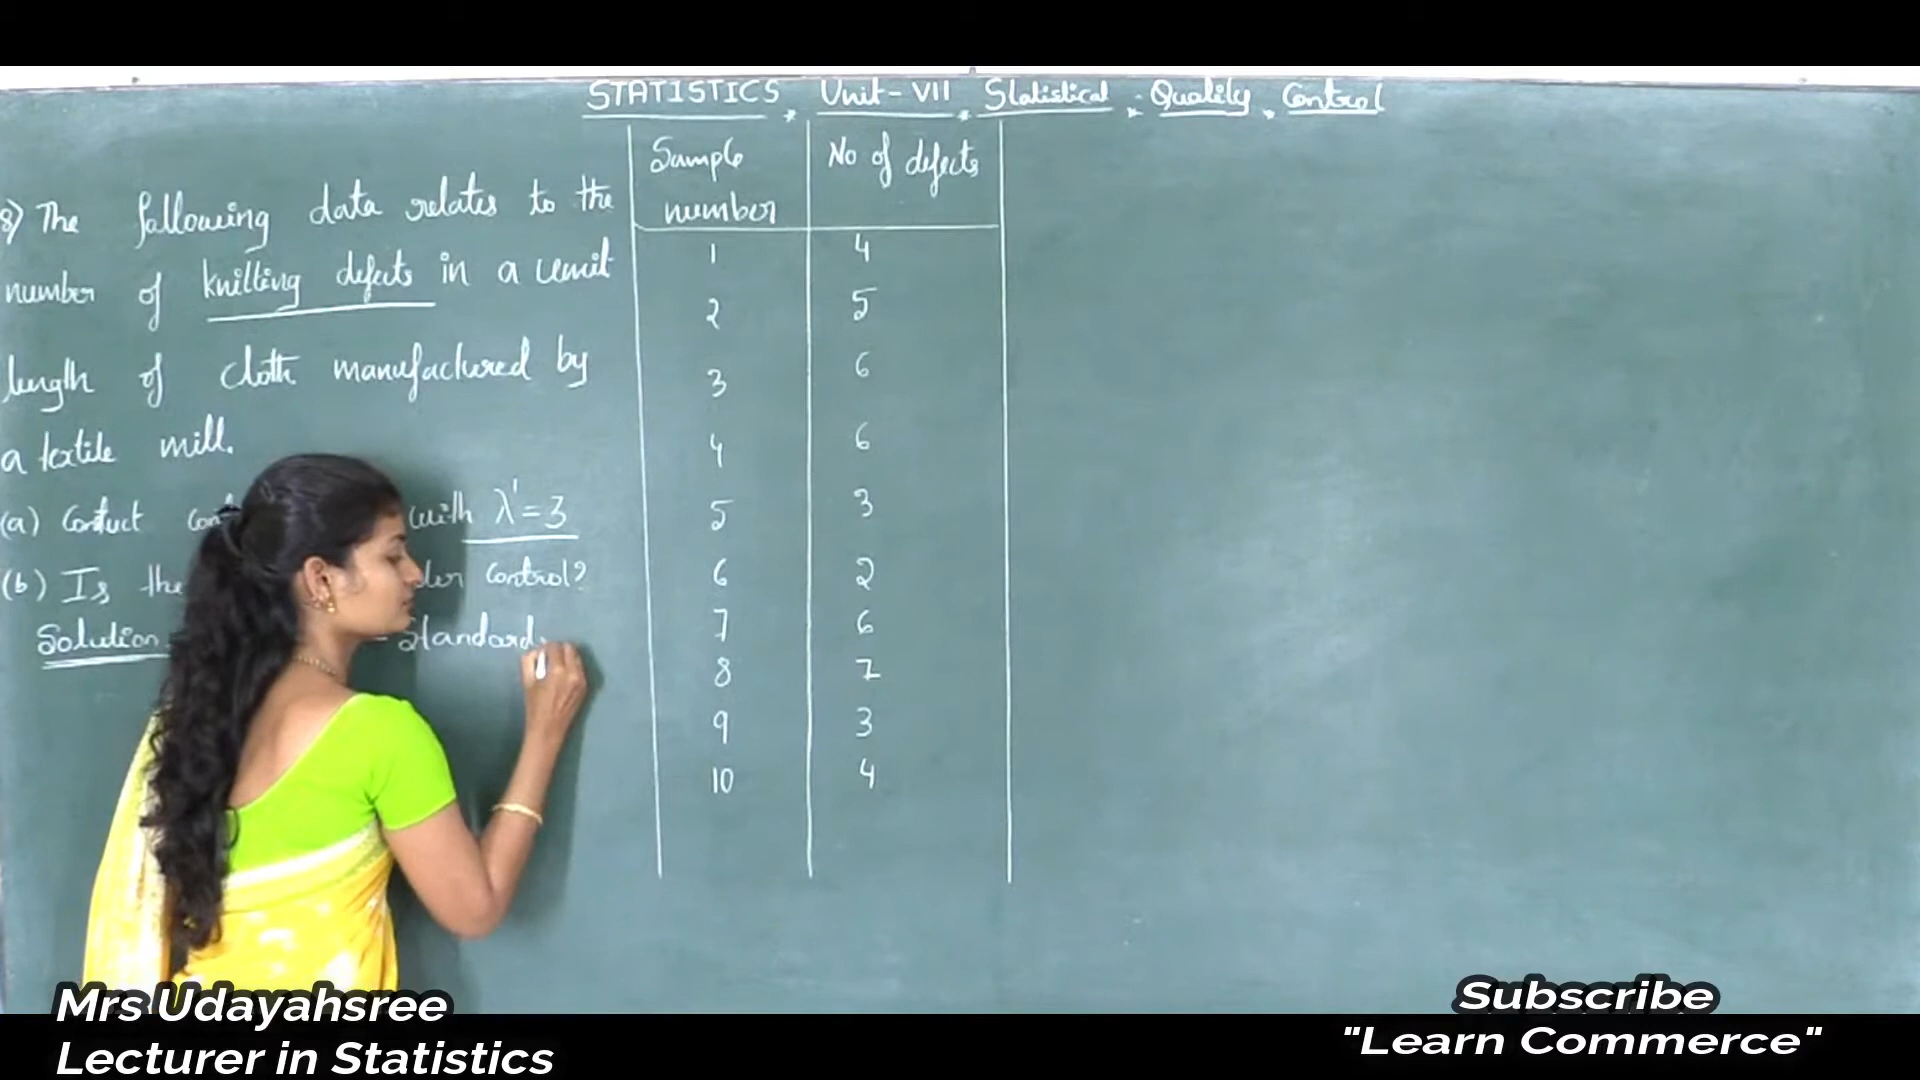 STATISTICS Unit-VII Statistical Quality Control
8) The following data relates to the
number of knitting defects in a unit
length of cloth manufactured by
a textile mill.
(a) Contuct with λ'=3
(b) Is the control?
Solution. - Standard
Sample number No of defects
1 4
2 5
3 6
4 6
5 3
6 2
7 6
8 7
9 3
10 4
Mrs Udayahsree
Lecturer in Statistics
Subscribe
"Learn Commerce"